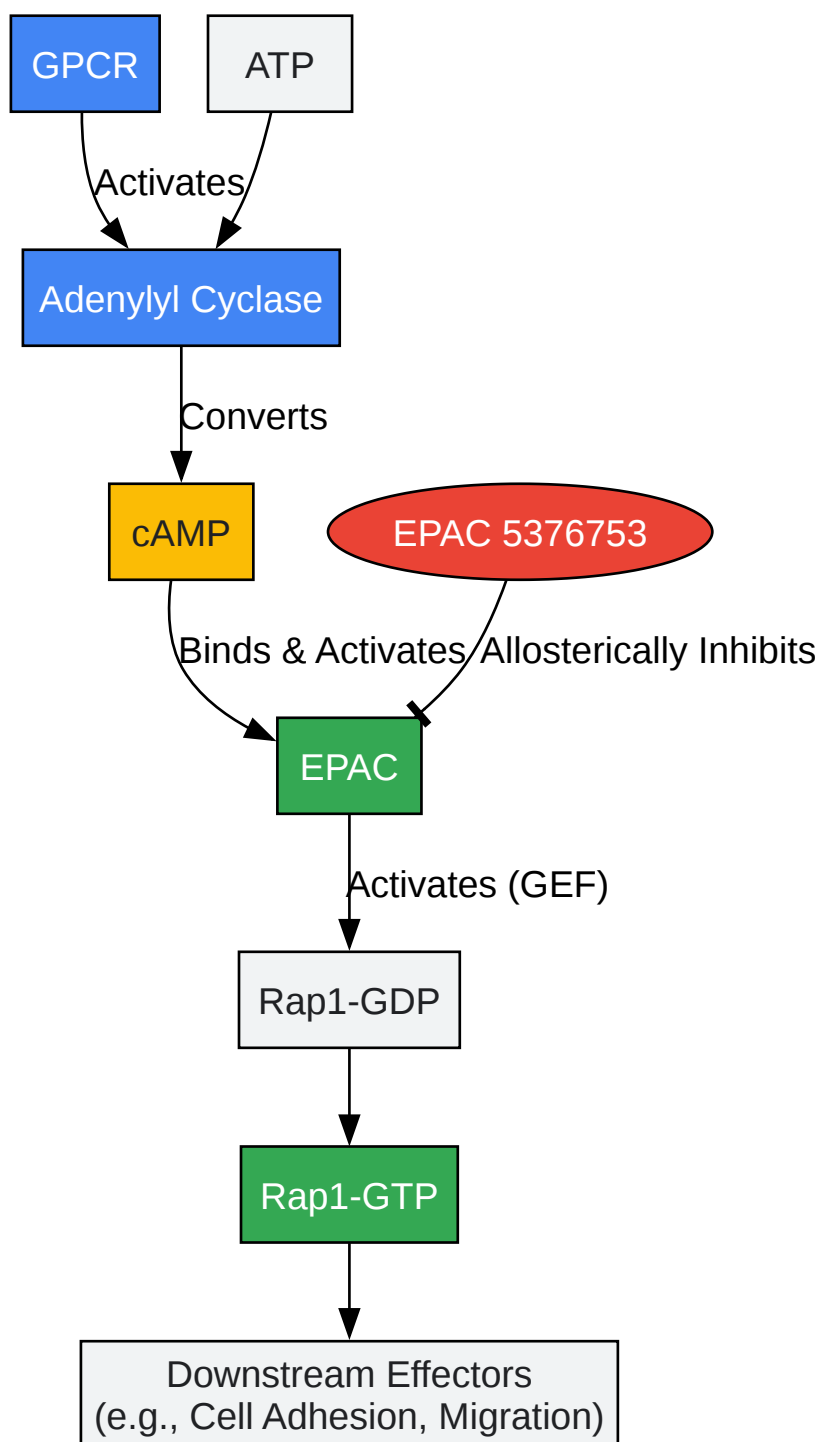 GPCR
ATP
Activates
Adenylyl Cyclase
Converts
cAMP
EPAC 5376753
Binds & Activates
Allosterically Inhibits
EPAC
Activates (GEF)
Rap1-GDP
Rap1-GTP
Downstream Effectors
(e.g., Cell Adhesion, Migration)